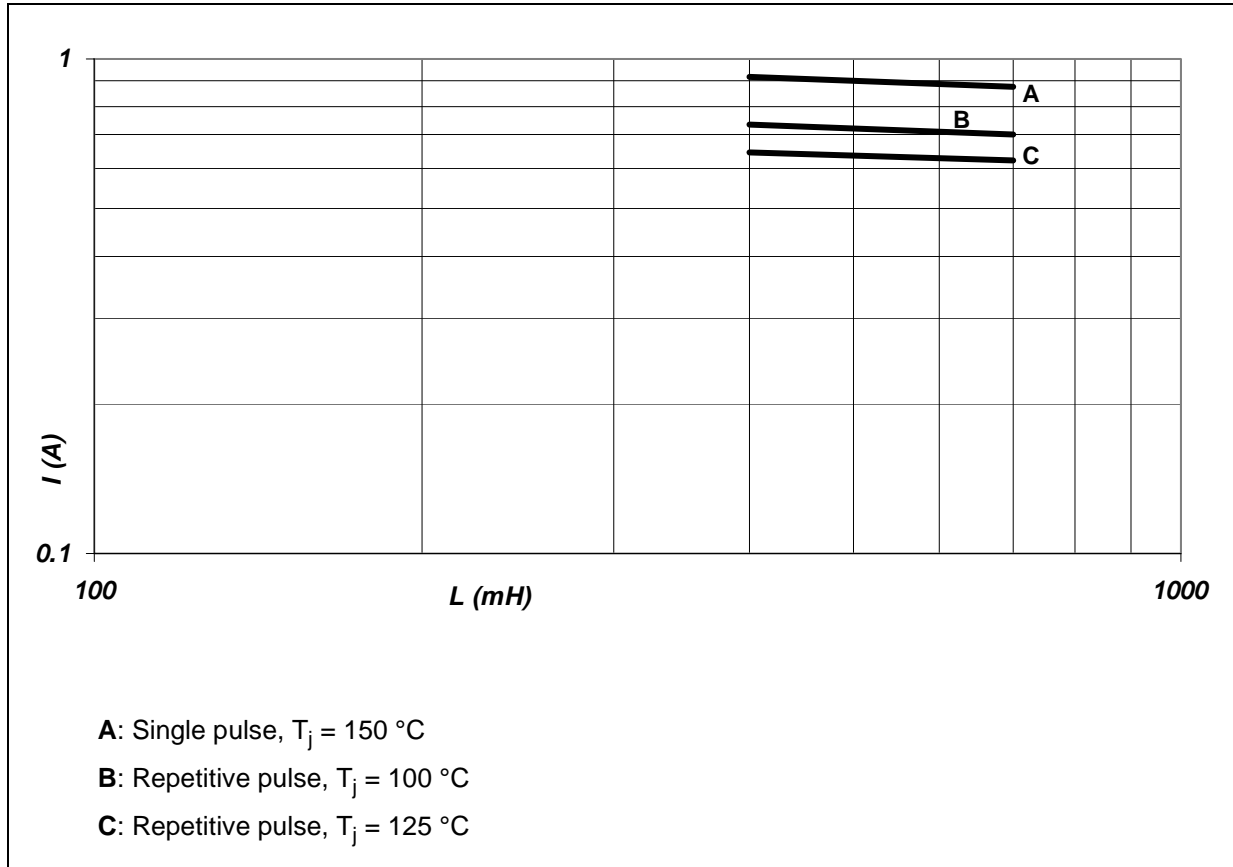 1
A
B
C
I (A)
0.1
100
L (mH)
1000
A: Single pulse, Tj = 150 °C
B: Repetitive pulse, Tj = 100 °C
C: Repetitive pulse, Tj = 125 °C